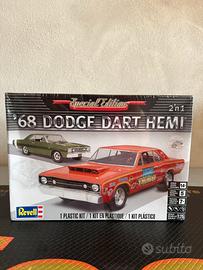 Special Edition
2'n 1
'68 DODGE DART HEMI
Revell
1 PLASTIC KIT / 1 KIT EN PLASTIQUE / 1 KIT PLÁSTICO
subito